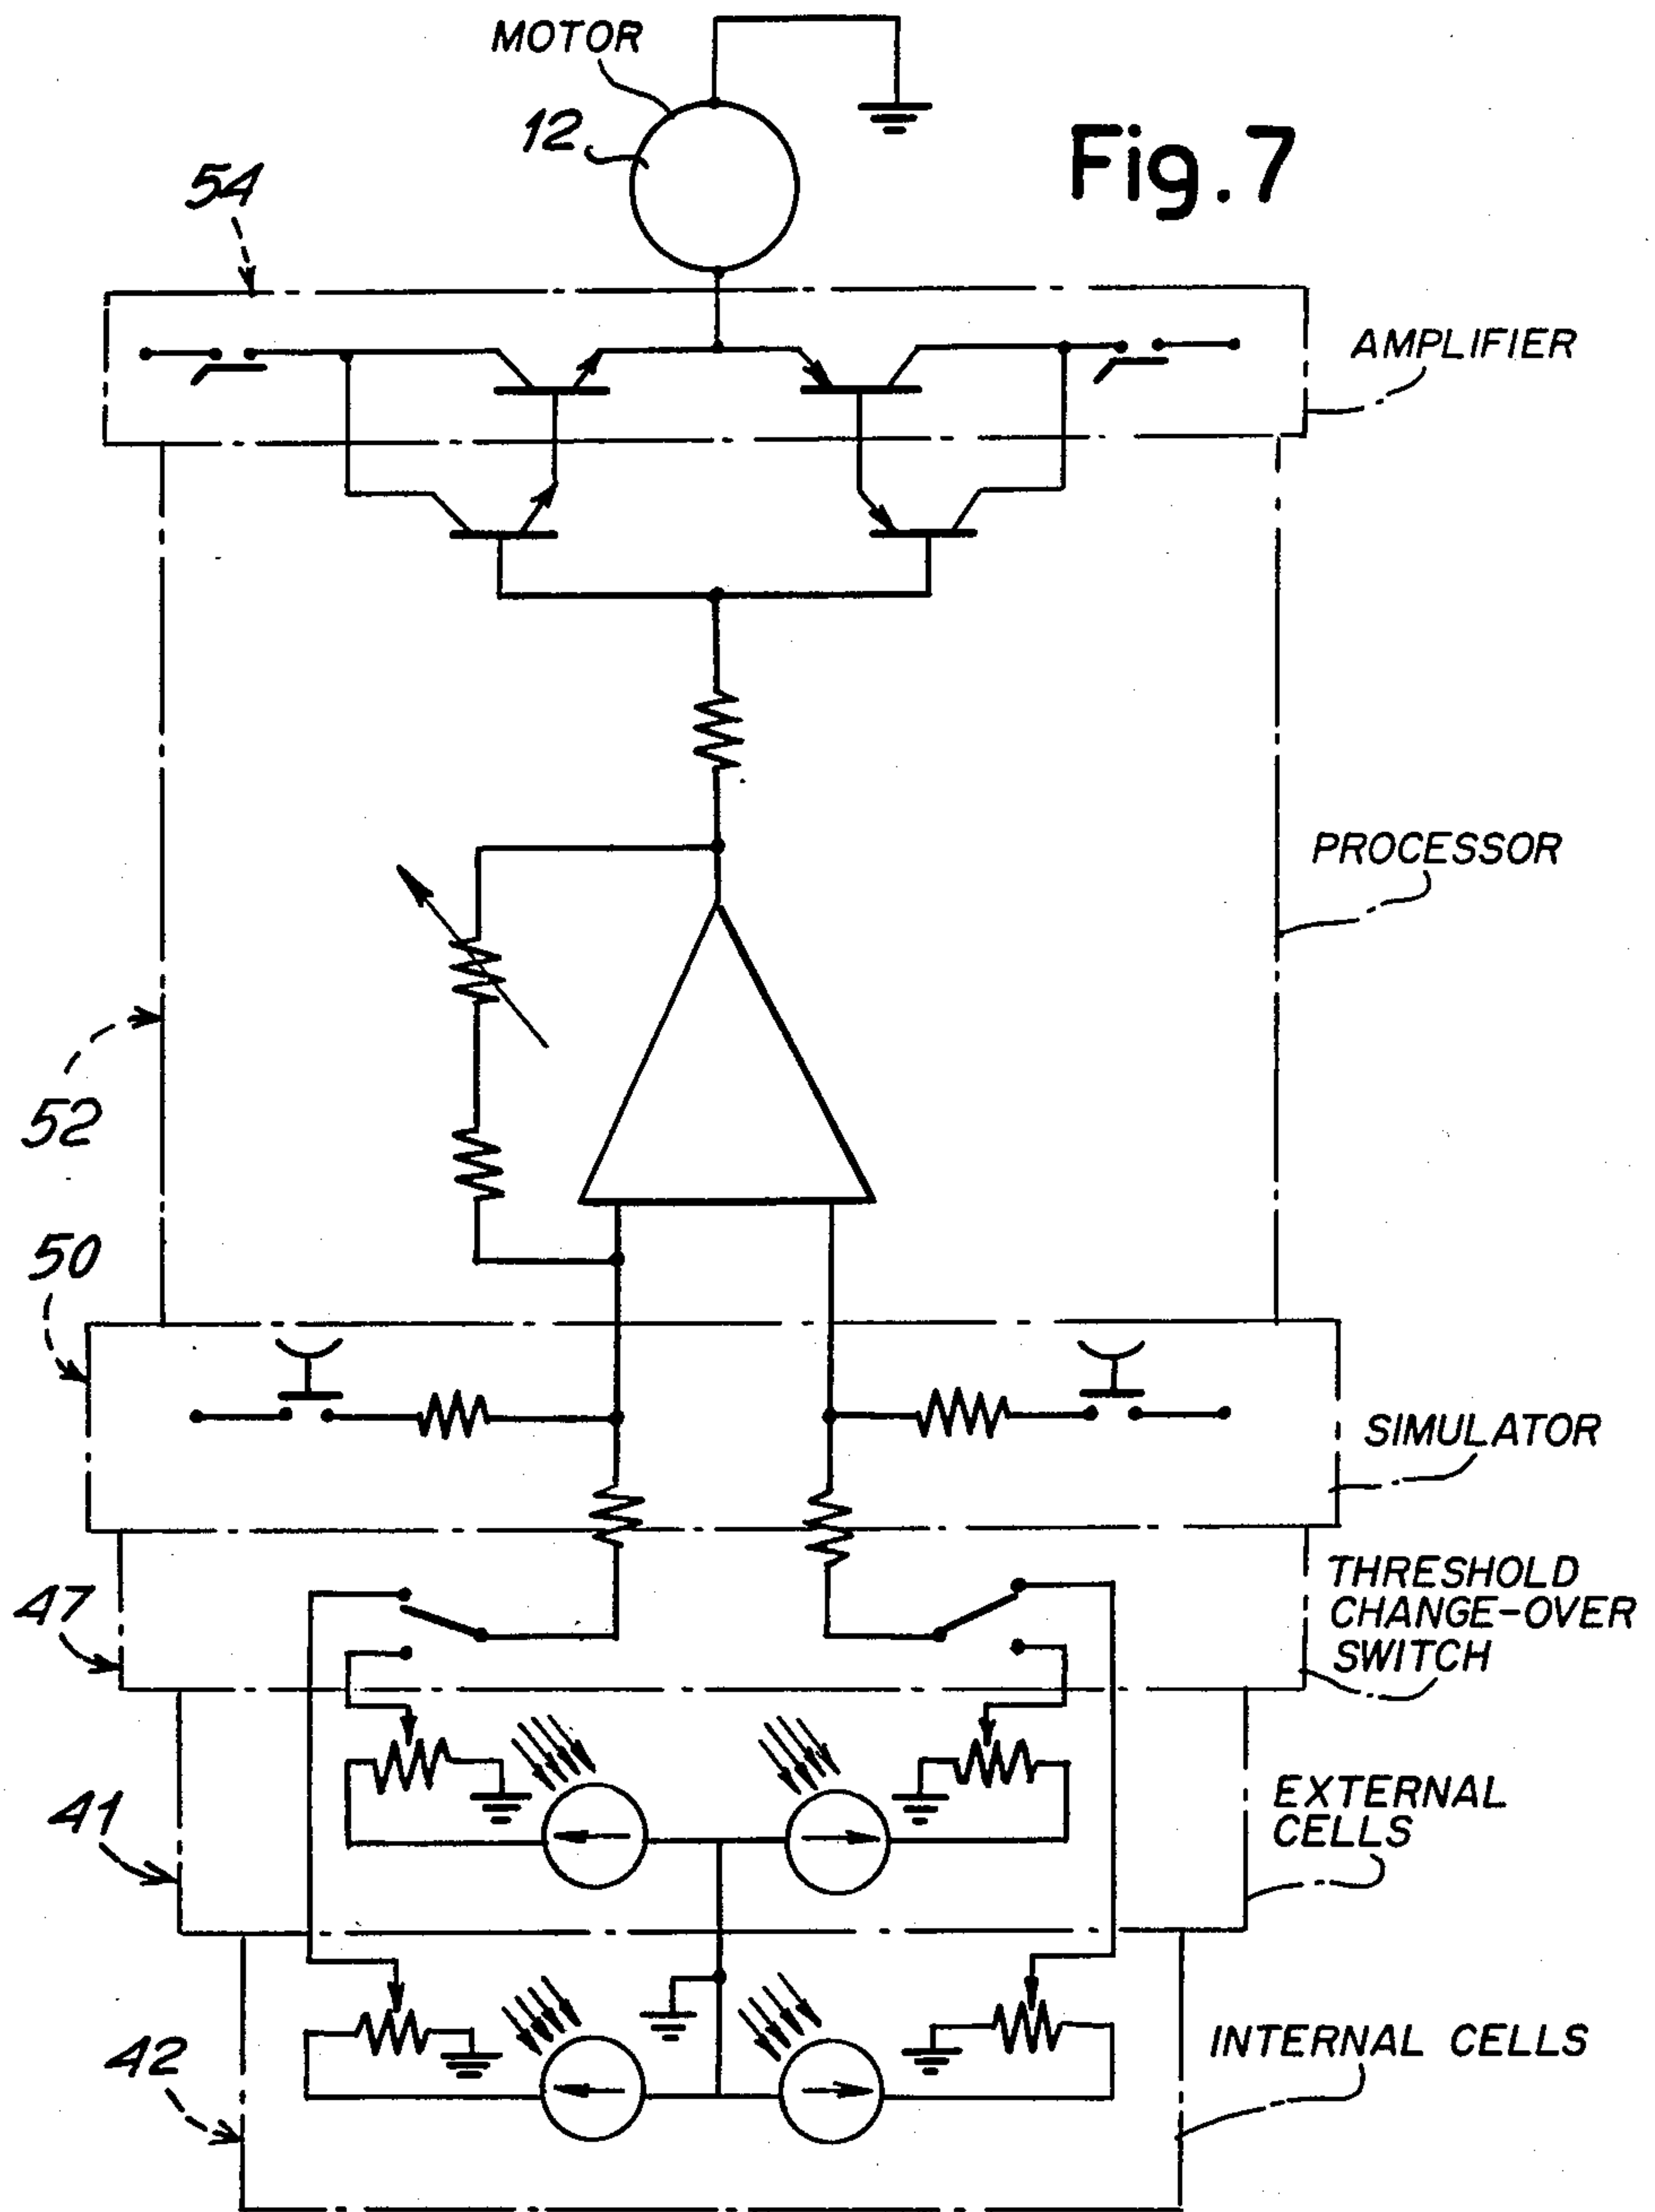 MOTOR
12
Fig. 7
54
AMPLIFIER
PROCESSOR
52
50
SIMULATOR
47
THRESHOLD
CHANGE-OVER
SWITCH
41
EXTERNAL
CELLS
42
INTERNAL CELLS